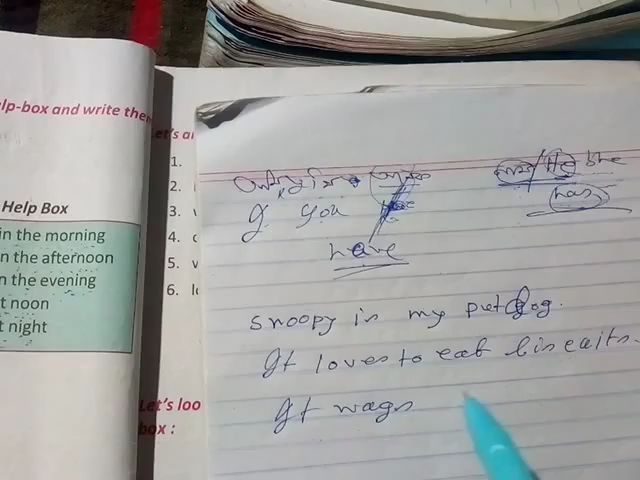 lp-box and write them
Help Box
in the morning
n the afternoon
n the evening
t noon
t night
Let's a
1.
2.
3.
4.
5.
6.
Let's loo
box :
I you
have
He she
has
snoopy is my pet dog.
It loves to eat biscuits.
It wags